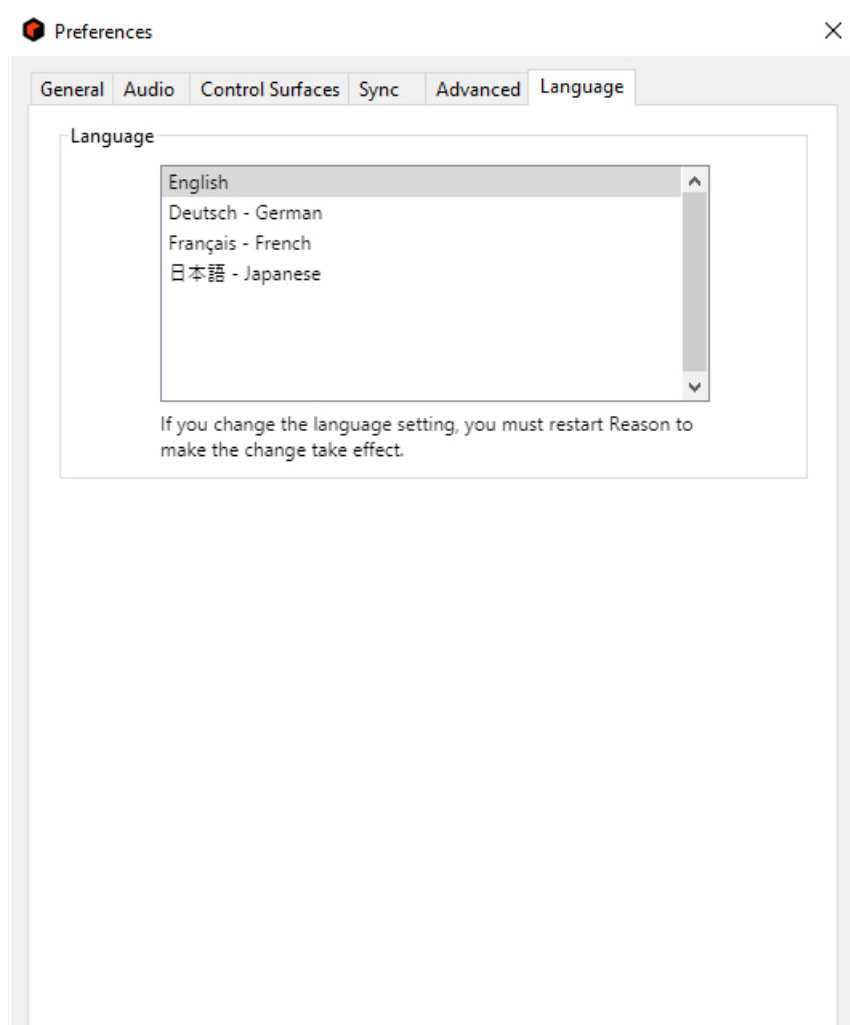 Preferences
General Audio Control Surfaces Sync Advanced Language
Language
English
Deutsch - German
Français - French
日本語 - Japanese
If you change the language setting, you must restart Reason to
make the change take effect.